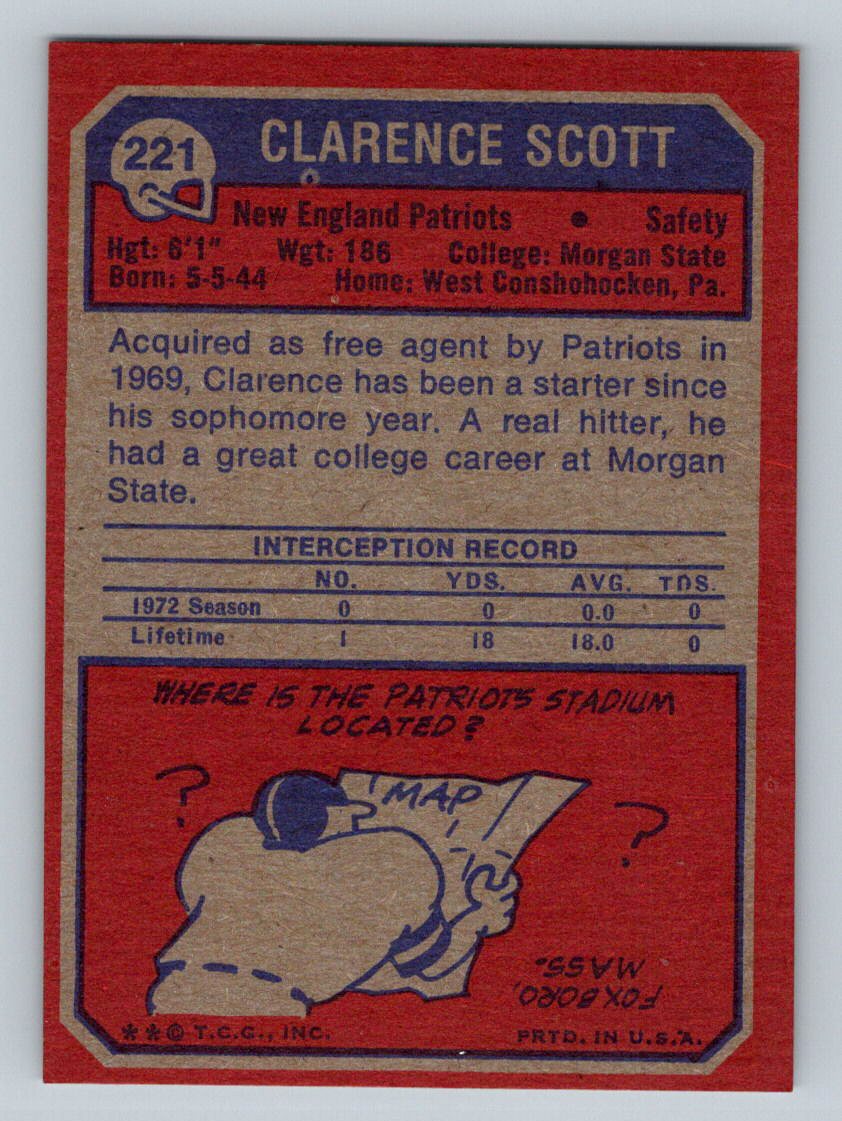 221
CLARENCE SCOTT
New England Patriots • Safety
Hgt: 6'1" Wgt: 186 College: Morgan State
Born: 5-5-44 Home: West Conshohocken, Pa.
Acquired as free agent by Patriots in
1969, Clarence has been a starter since
his sophomore year. A real hitter, he
had a great college career at Morgan
State.
INTERCEPTION RECORD
NO. YDS. AVG. TDS.
1972 Season 0 0 0.0 0
Lifetime 1 18 18.0 0
WHERE IS THE PATRIOTS STADIUM
LOCATED?
? MAP ?
FOXBORO,
MASS.
**© T.C.G., INC. PRTD. IN U.S.A.